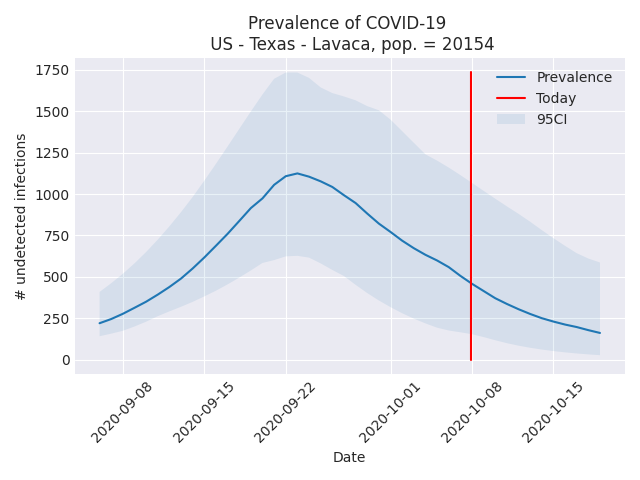 Prevalence of COVID-19
US - Texas - Lavaca, pop. = 20154
Prevalence
Today
95CI
# undetected infections
1750
1500
1250
1000
750
500
250
0
2020-09-08
2020-09-15
2020-09-22
2020-10-01
2020-10-08
2020-10-15
Date